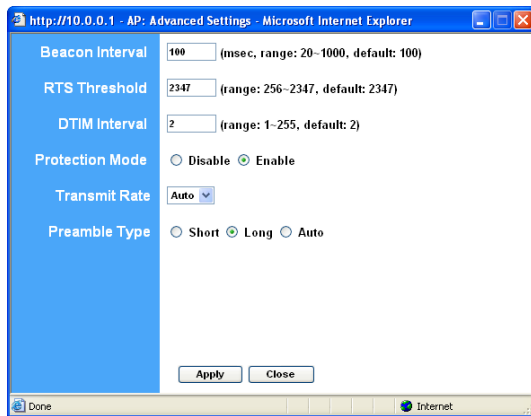 http://10.0.0.1 - AP: Advanced Settings - Microsoft Internet Explorer
Beacon Interval 100 (msec, range: 20~1000, default: 100)
RTS Threshold 2347 (range: 256~2347, default: 2347)
DTIM Interval 2 (range: 1~255, default: 2)
Protection Mode Disable Enable
Transmit Rate Auto
Preamble Type Short Long Auto
Apply Close
Done Internet